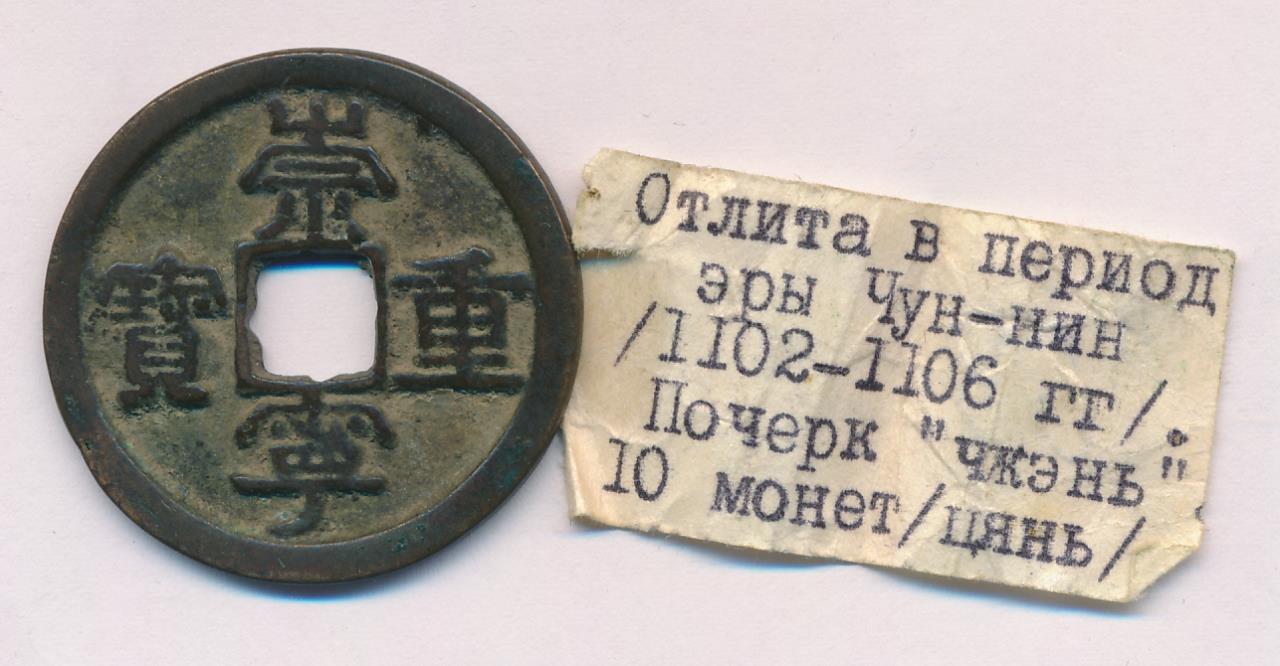 崇
寧
重
寶
Отлита в период
эры Чун-нин
/1102-1106 гг/.
Почерк "чжэнь".
10 монет/цянь/